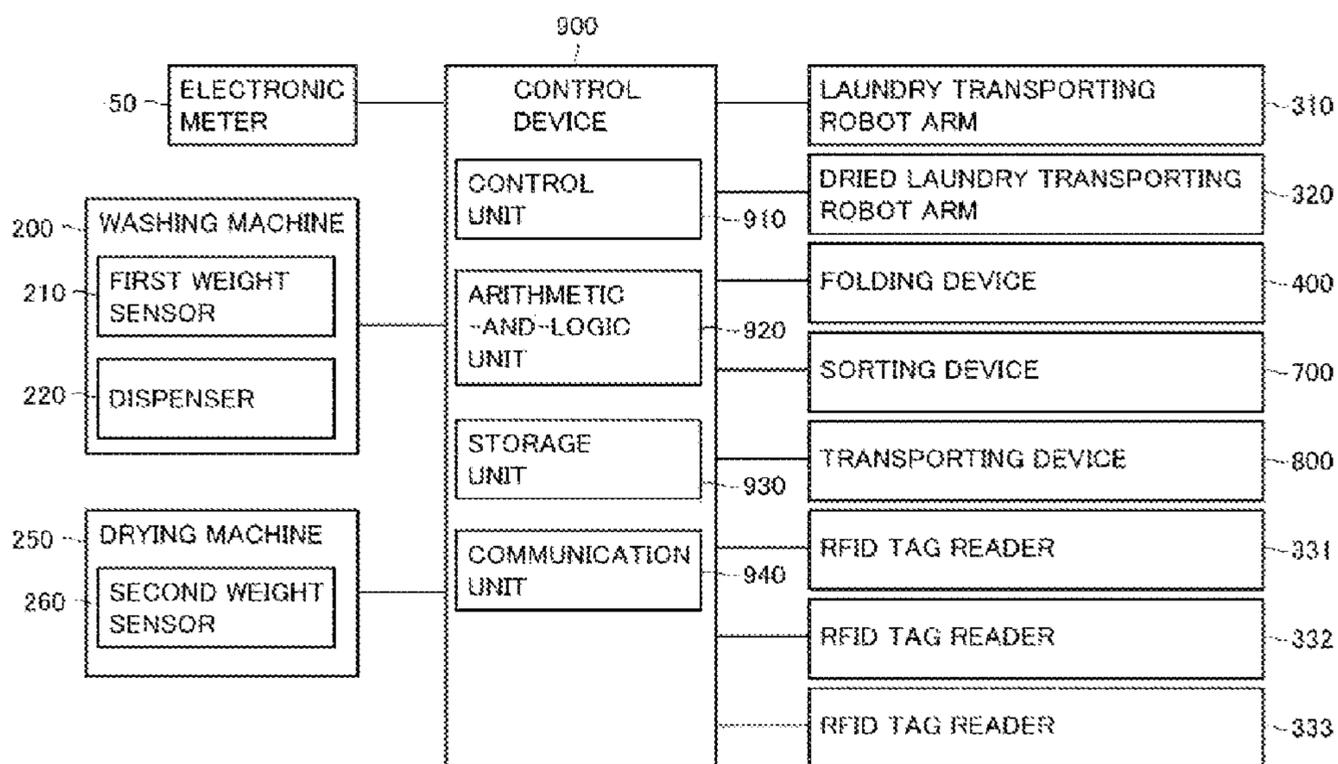 900
50
ELECTRONIC
METER
200
WASHING MACHINE
210
FIRST WEIGHT
SENSOR
220
DISPENSER
250
DRYING MACHINE
260
SECOND WEIGHT
SENSOR
CONTROL
DEVICE
CONTROL
UNIT
910
ARITHMETIC
-AND-LOGIC
UNIT
920
STORAGE
UNIT
930
COMMUNICATION
UNIT
940
LAUNDRY TRANSPORTING
ROBOT ARM
310
DRIED LAUNDRY TRANSPORTING
ROBOT ARM
320
FOLDING DEVICE
400
SORTING DEVICE
700
TRANSPORTING DEVICE
800
RFID TAG READER
331
RFID TAG READER
332
RFID TAG READER
333